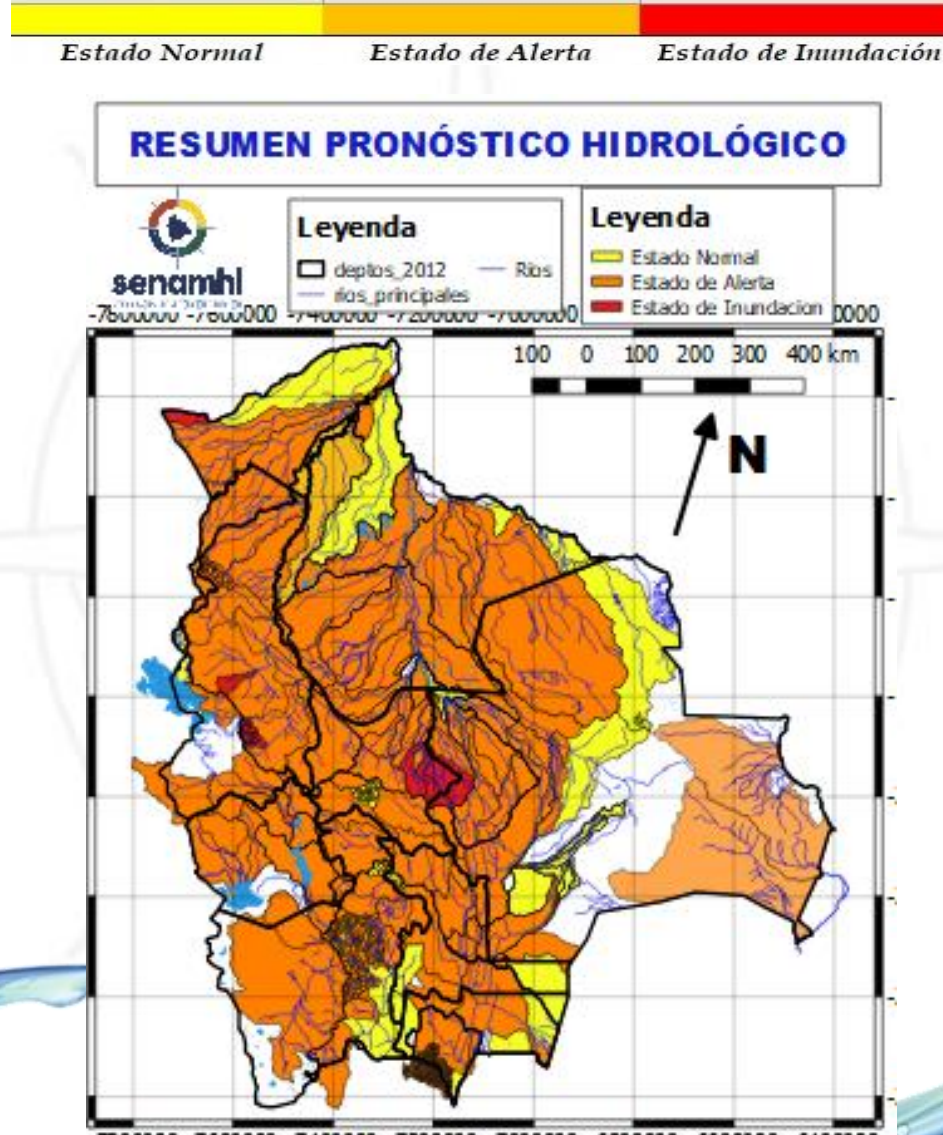 Estado Normal Estado de Alerta Estado de Inundación
RESUMEN PRONÓSTICO HIDROLÓGICO
senamhi
Leyenda
deptos_2012 Rios
rios_principales
Leyenda
Estado Normal
Estado de Alerta
Estado de Inundacion
-7800000 -7600000 -7400000 -7200000 -7000000 0000
100 0 100 200 300 400 km
N